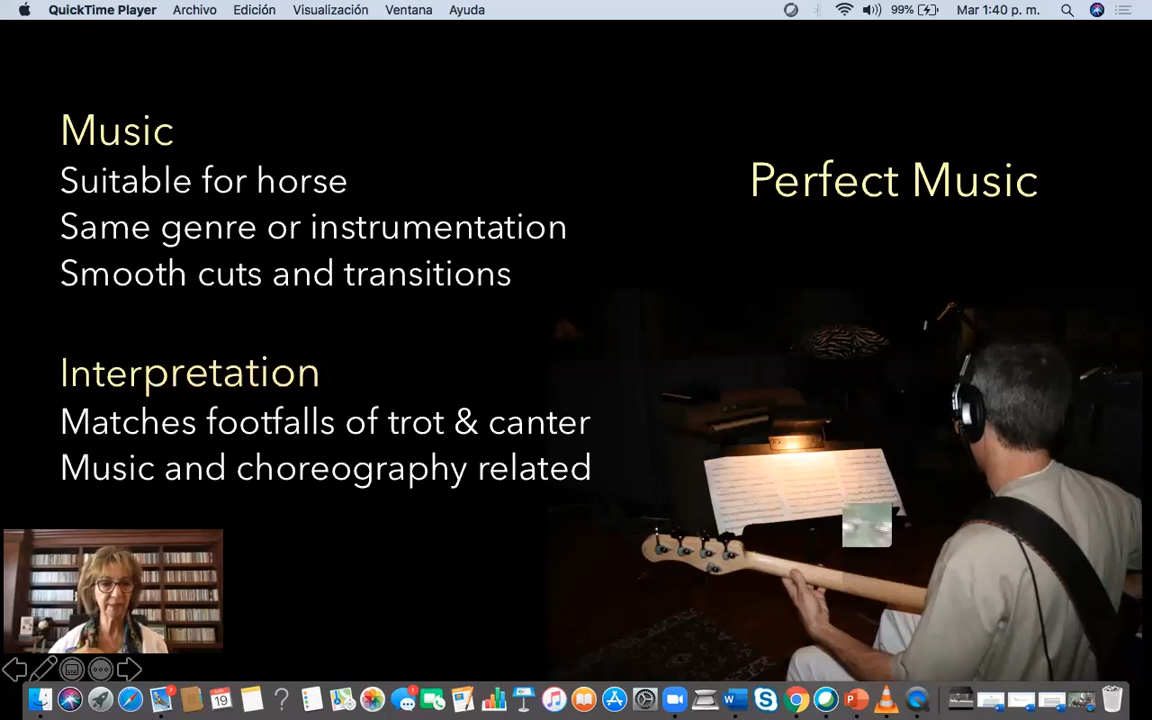 QuickTime Player Archivo Edición Visualización Ventana Ayuda 99% Mar 1:40 p. m.
Music
Suitable for horse
Same genre or instrumentation
Smooth cuts and transitions
Perfect Music
Interpretation
Matches footfalls of trot & canter
Music and choreography related